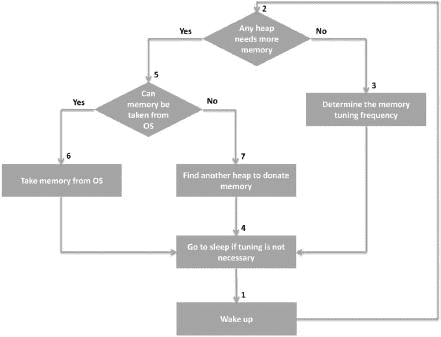 2
Any heap
needs more
memory
Yes
No
5
Can
memory be
taken from
OS
3
Determine the memory
tuning frequency
Yes
No
6
Take memory from OS
7
Find another heap to donate
memory
4
Go to sleep if tuning is not
necessary
1
Wake up